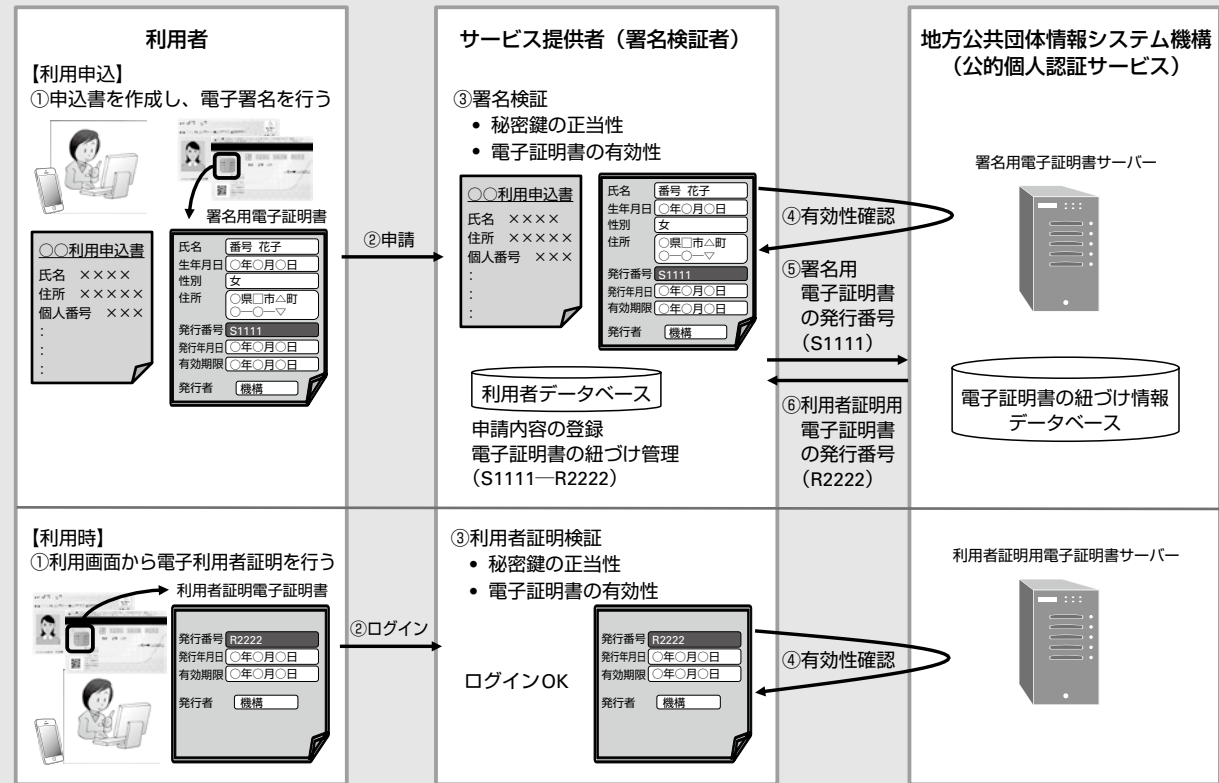 利用者
【利用申込】
①申込書を作成し、電子署名を行う
署名用電子証明書
○○利用申込書
氏名 ××××
住所 ×××××
個人番号 ×××
:
:
:
氏名 番号 花子
生年月日 ○年○月○日
性別 女
住所 ○県□市△町
○―○―▽
発行番号 S1111
発行年月日 ○年○月○日
有効期限 ○年○月○日
発行者 機構
②申請
サービス提供者（署名検証者）
③署名検証
• 秘密鍵の正当性
• 電子証明書の有効性
○○利用申込書
氏名 ××××
住所 ×××××
個人番号 ×××
:
:
:
氏名 番号 花子
生年月日 ○年○月○日
性別 女
住所 ○県□市△町
○―○―▽
発行番号 S1111
発行年月日 ○年○月○日
有効期限 ○年○月○日
発行者 機構
利用者データベース
申請内容の登録
電子証明書の紐づけ管理
（S1111―R2222）
④有効性確認
⑤署名用
電子証明書
の発行番号
（S1111）
⑥利用者証明用
電子証明書
の発行番号
（R2222）
地方公共団体情報システム機構
（公的個人認証サービス）
署名用電子証明書サーバー
電子証明書の紐づけ情報
データベース
【利用時】
①利用画面から電子利用者証明を行う
利用者証明電子証明書
発行番号 R2222
発行年月日 ○年○月○日
有効期限 ○年○月○日
発行者 機構
②ログイン
③利用者証明検証
• 秘密鍵の正当性
• 電子証明書の有効性
ログインOK
発行番号 R2222
発行年月日 ○年○月○日
有効期限 ○年○月○日
発行者 機構
④有効性確認
利用者証明用電子証明書サーバー